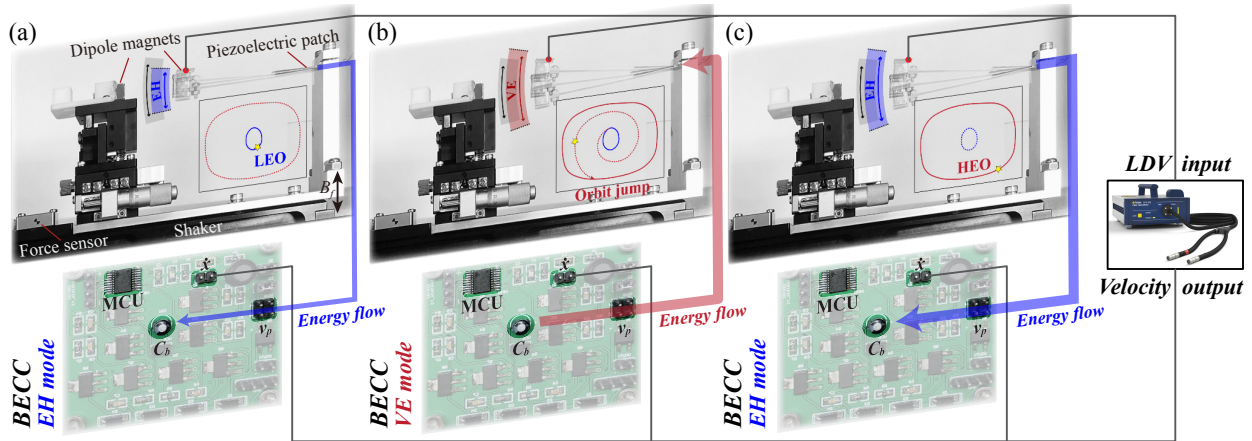 (a)
Dipole magnets
Piezoelectric patch
EH
LEO
B
Force sensor
Shaker
MCU
ẋ
C_b
v_p
Energy flow
BECC
EH mode
(b)
VE
Orbit jump
MCU
ẋ
C_b
v_p
Energy flow
BECC
VE mode
(c)
EH
HEO
MCU
ẋ
C_b
v_p
Energy flow
BECC
EH mode
LDV input
Velocity output